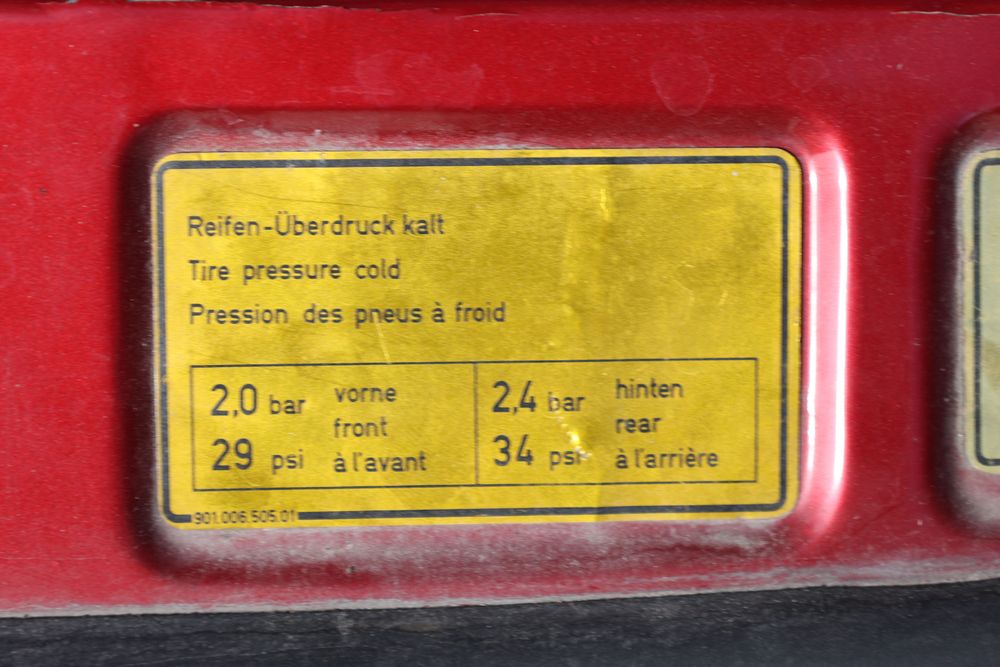 Reifen-Überdruck kalt
Tire pressure cold
Pression des pneus à froid
2,0 bar vorne
front
29 psi à l'avant
2,4 bar hinten
rear
34 psi à l'arrière
901.006.505.01